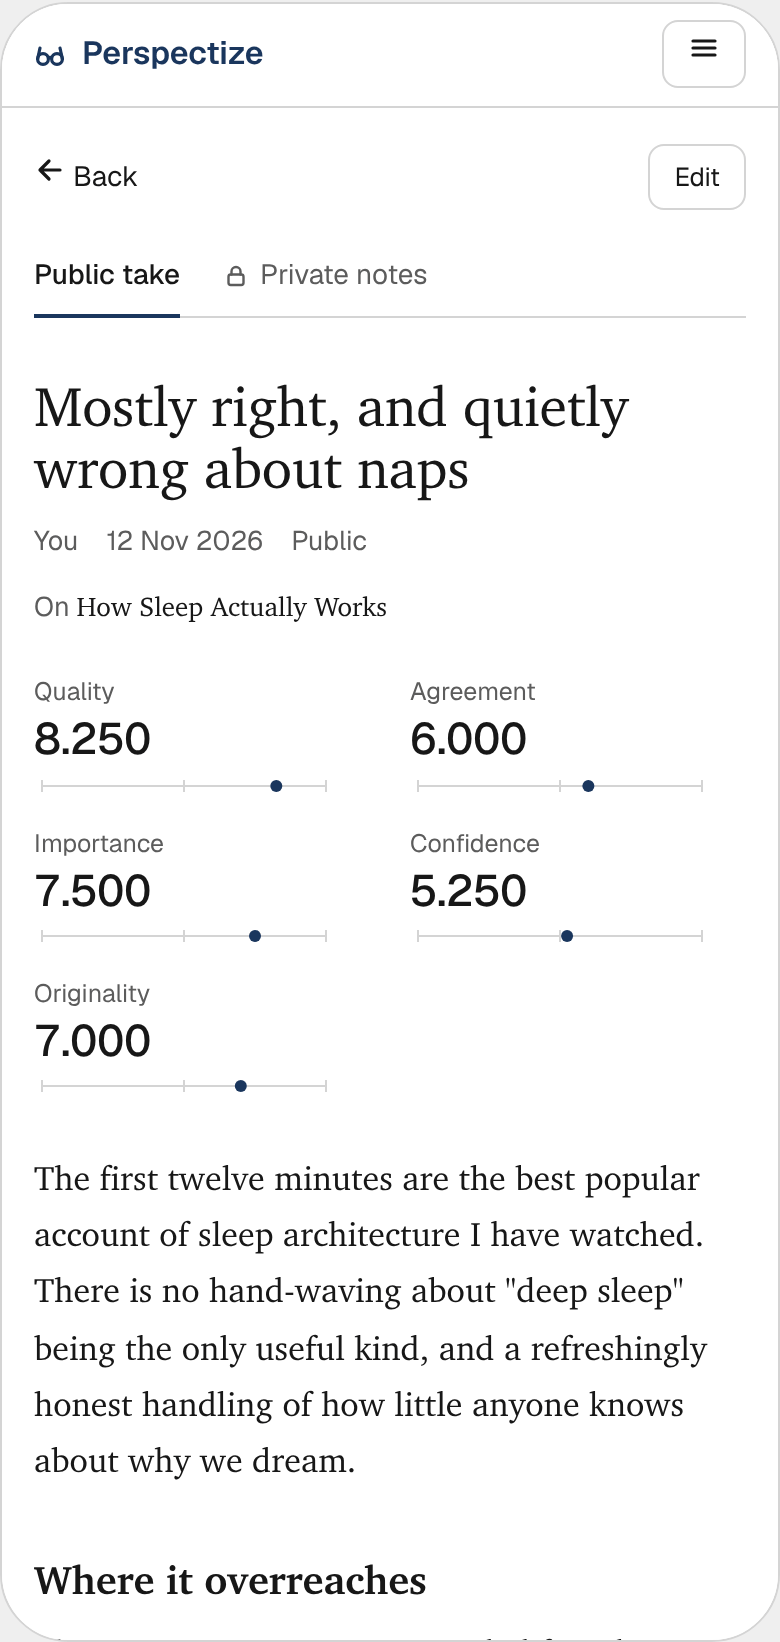 Perspectize
Back
Edit
Public take
Private notes
Mostly right, and quietly
wrong about naps
You 12 Nov 2026 Public
On How Sleep Actually Works
Quality
8.250
Agreement
6.000
Importance
7.500
Confidence
5.250
Originality
7.000
The first twelve minutes are the best popular
account of sleep architecture I have watched.
There is no hand-waving about "deep sleep"
being the only useful kind, and a refreshingly
honest handling of how little anyone knows
about why we dream.
Where it overreaches